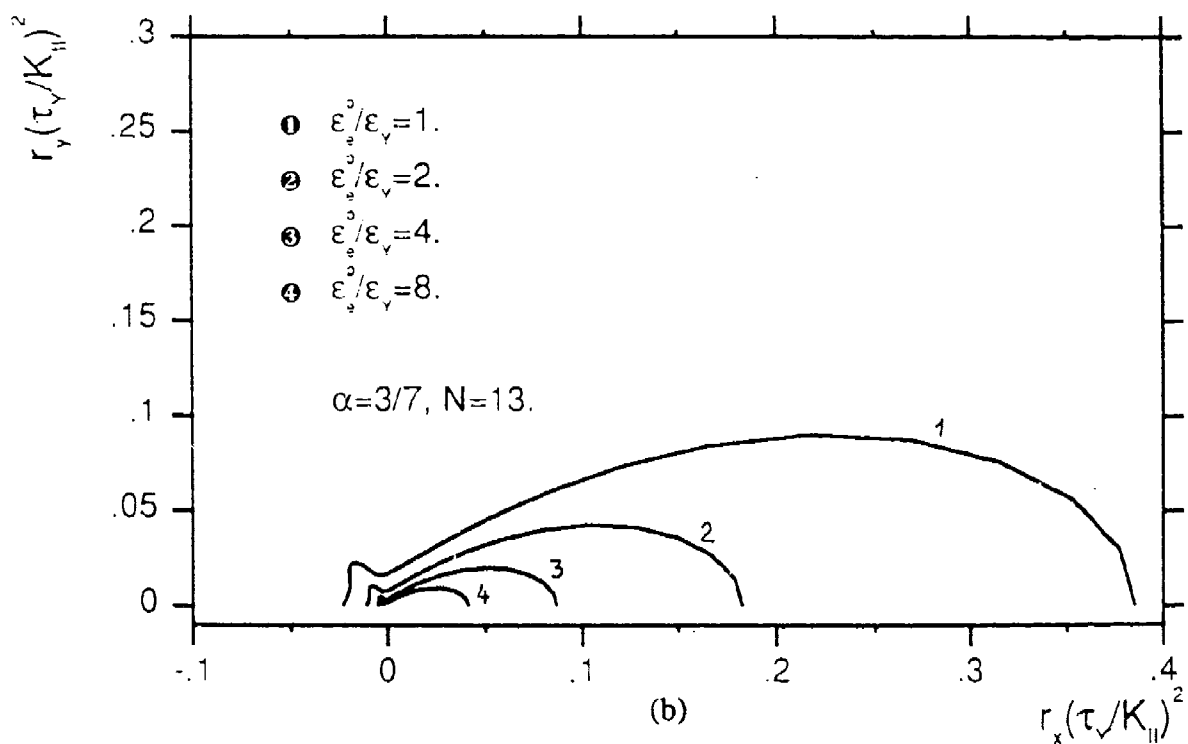 r_y(τ_Y/K_II)^2
.3
.25
.2
.15
.1
.05
0
❶ ε_e^p/ε_Y=1.
❷ ε_e^p/ε_Y=2.
❸ ε_e^p/ε_Y=4.
❹ ε_e^p/ε_Y=8.
α=3/7, N=13.
1
2
3
4
-.1
0
.1
.2
.3
.4
(b)
r_x(τ_Y/K_II)^2